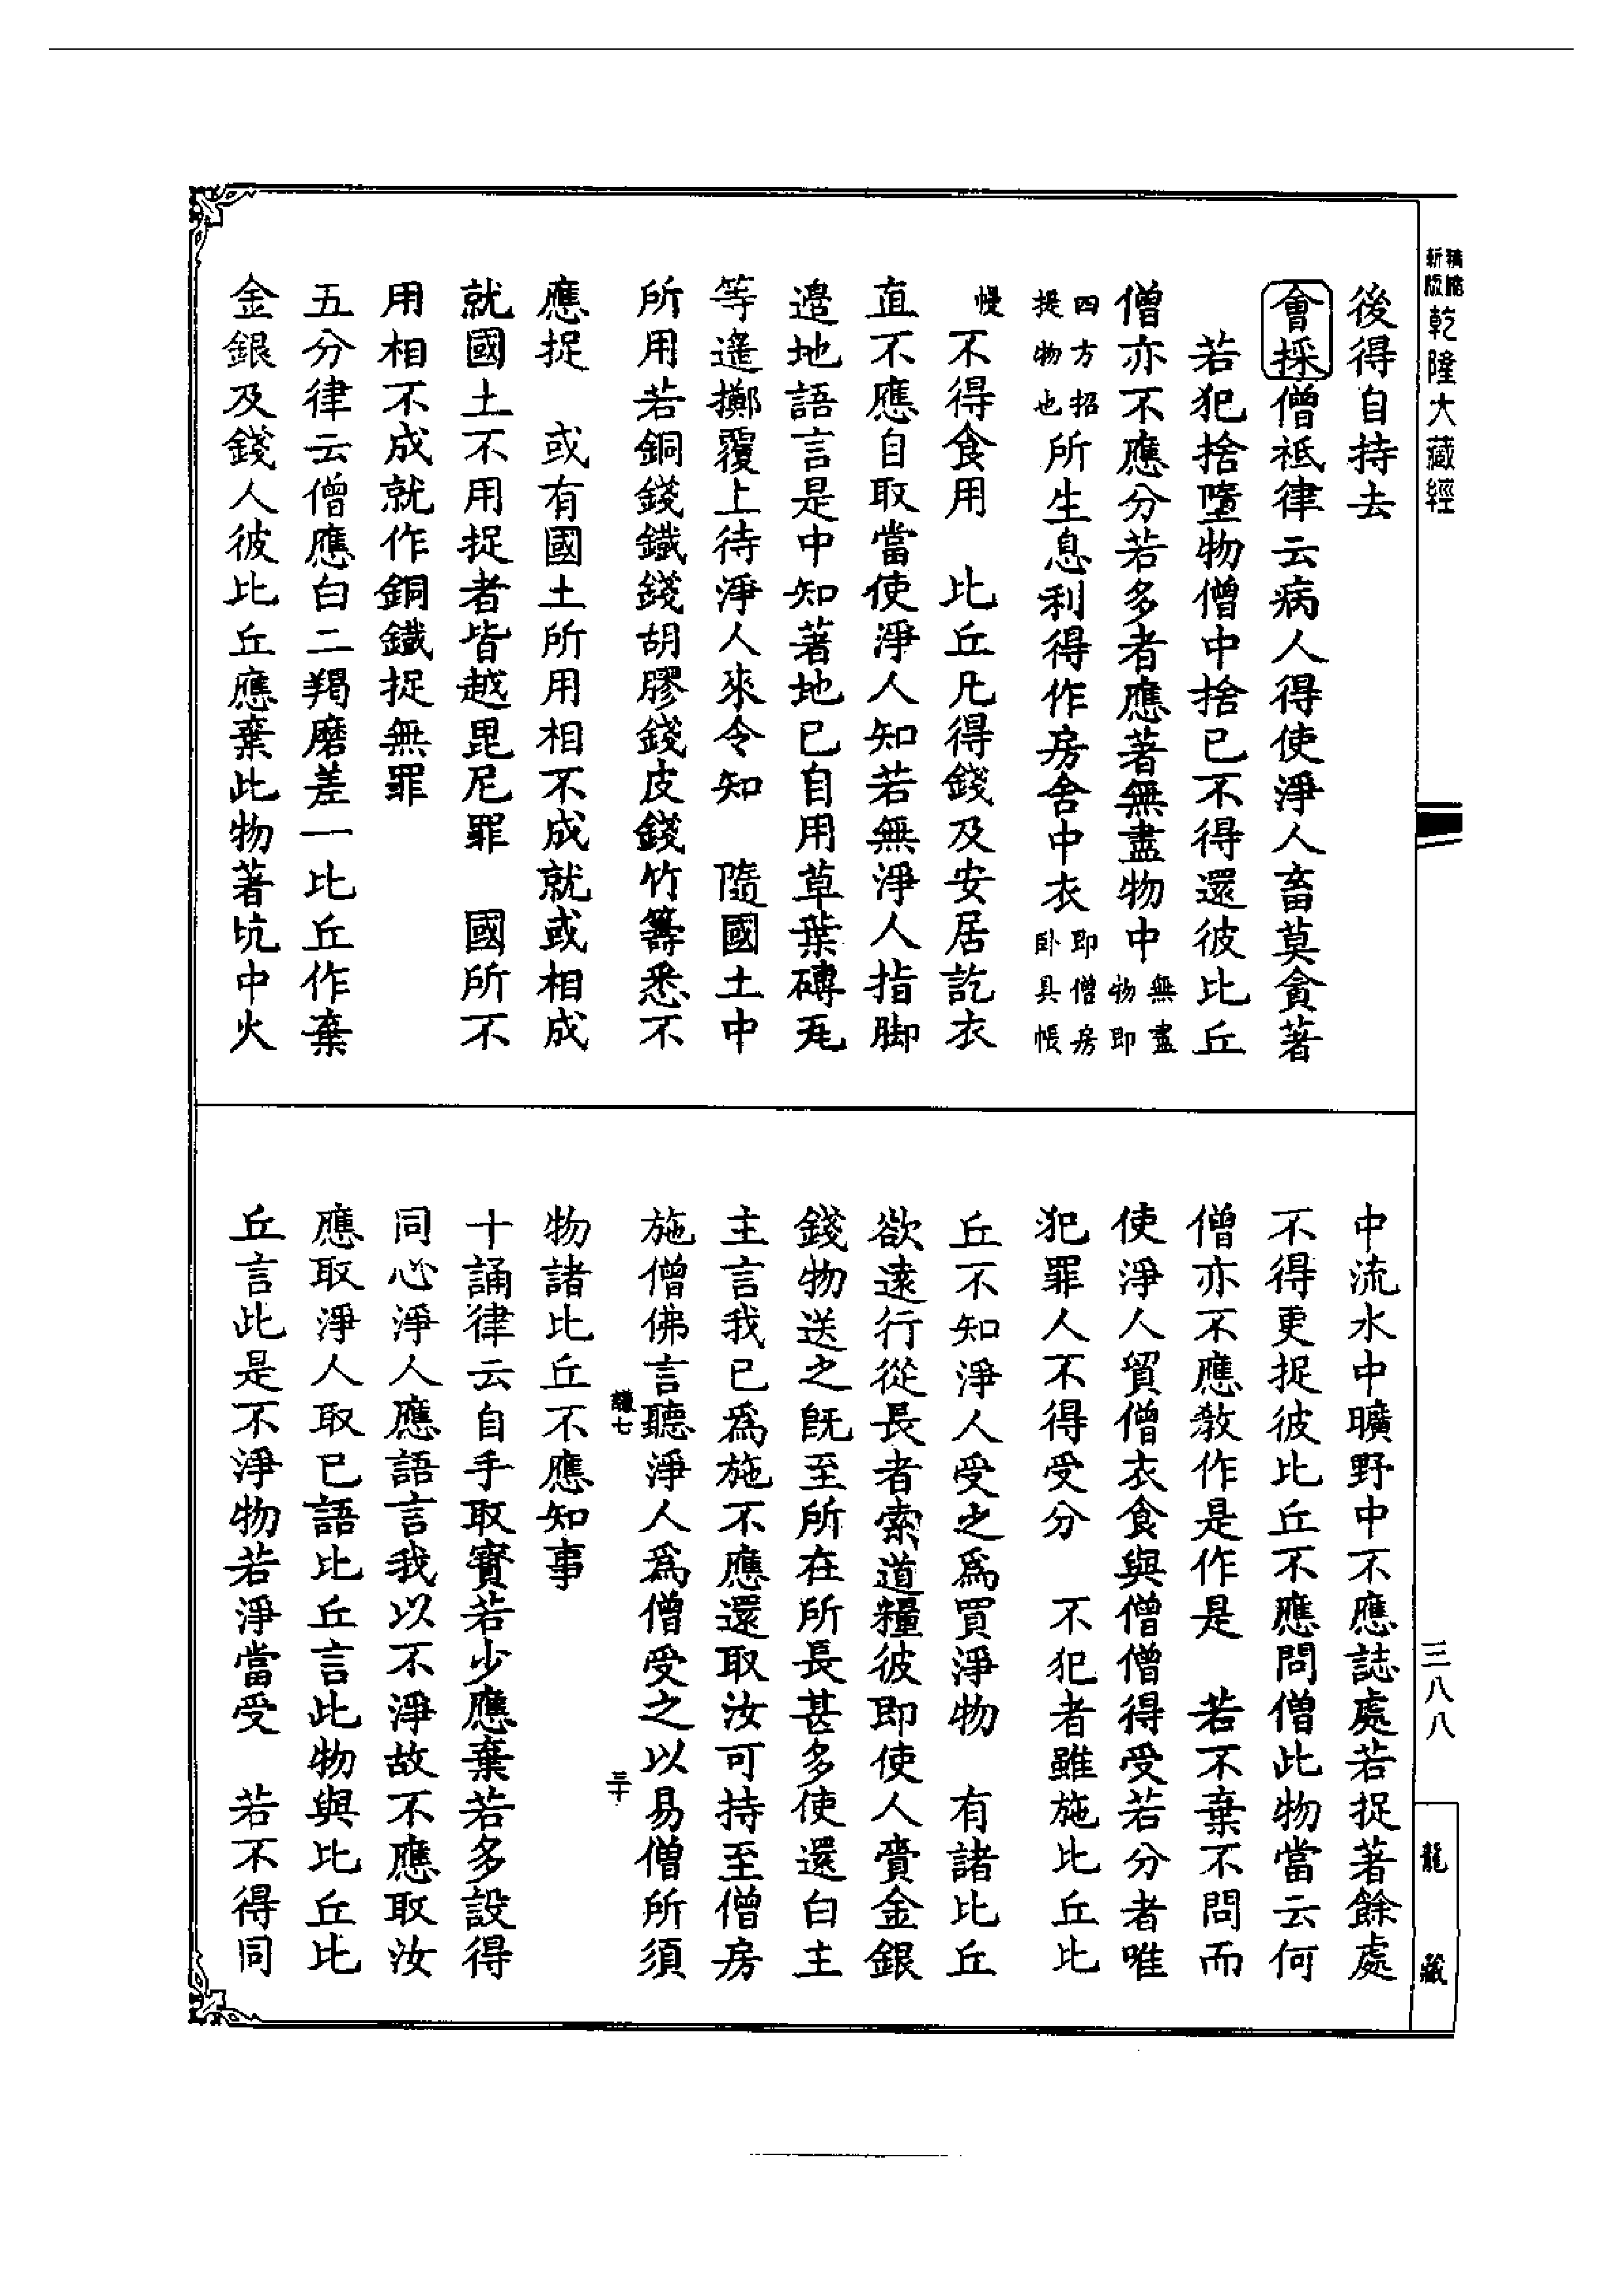 精縮
新版
乾隆大藏經
三八八
龍藏
後得自持去
會採僧祇律云病人得使淨人畜莫貪著
若犯捨墮物僧中捨已不得還彼比丘
僧亦不應分若多者應著無盡物中無盡物即
四方招提物也所生息利得作房舍中衣即僧房卧具帳
幔不得食用　比丘凡得錢及安居訖衣
直不應自取當使淨人知若無淨人指脚
邉地語言是中知著地已自用草葉磚瓦
等遙擲覆上待淨人來令知　隨國土中
所用若銅錢鐵錢胡膠錢皮錢竹籌悉不
應捉　或有國土所用相不成就或相成
就國土不用捉者皆越毘尼罪　國所不
用相不成就作銅鐵捉無罪
五分律云僧應白二羯磨差一比丘作棄
金銀及錢人彼比丘應棄此物著坑中火
中流水中曠野中不應誌處若捉著餘處
不得更捉彼比丘不應問僧此物當云何
僧亦不應教作是作是　若不棄不問而
使淨人貿僧衣食與僧僧得受若分者唯
犯罪人不得受分　不犯者雖施比丘比
丘不知淨人受之爲買淨物　有諸比丘
欲遠行從長者索道糧彼即使人賫金銀
錢物送之旣至所在所長甚多使還白主
主言我已爲施不應還取汝可持至僧房
施僧佛言聽淨人爲僧受之以易僧所須
謙七
三十
物諸比丘不應知事
十誦律云自手取寶若少應棄若多設得
同心淨人應語言我以不淨故不應取汝
應取淨人取已語比丘言此物與比丘比
丘言此是不淨物若淨當受　若不得同